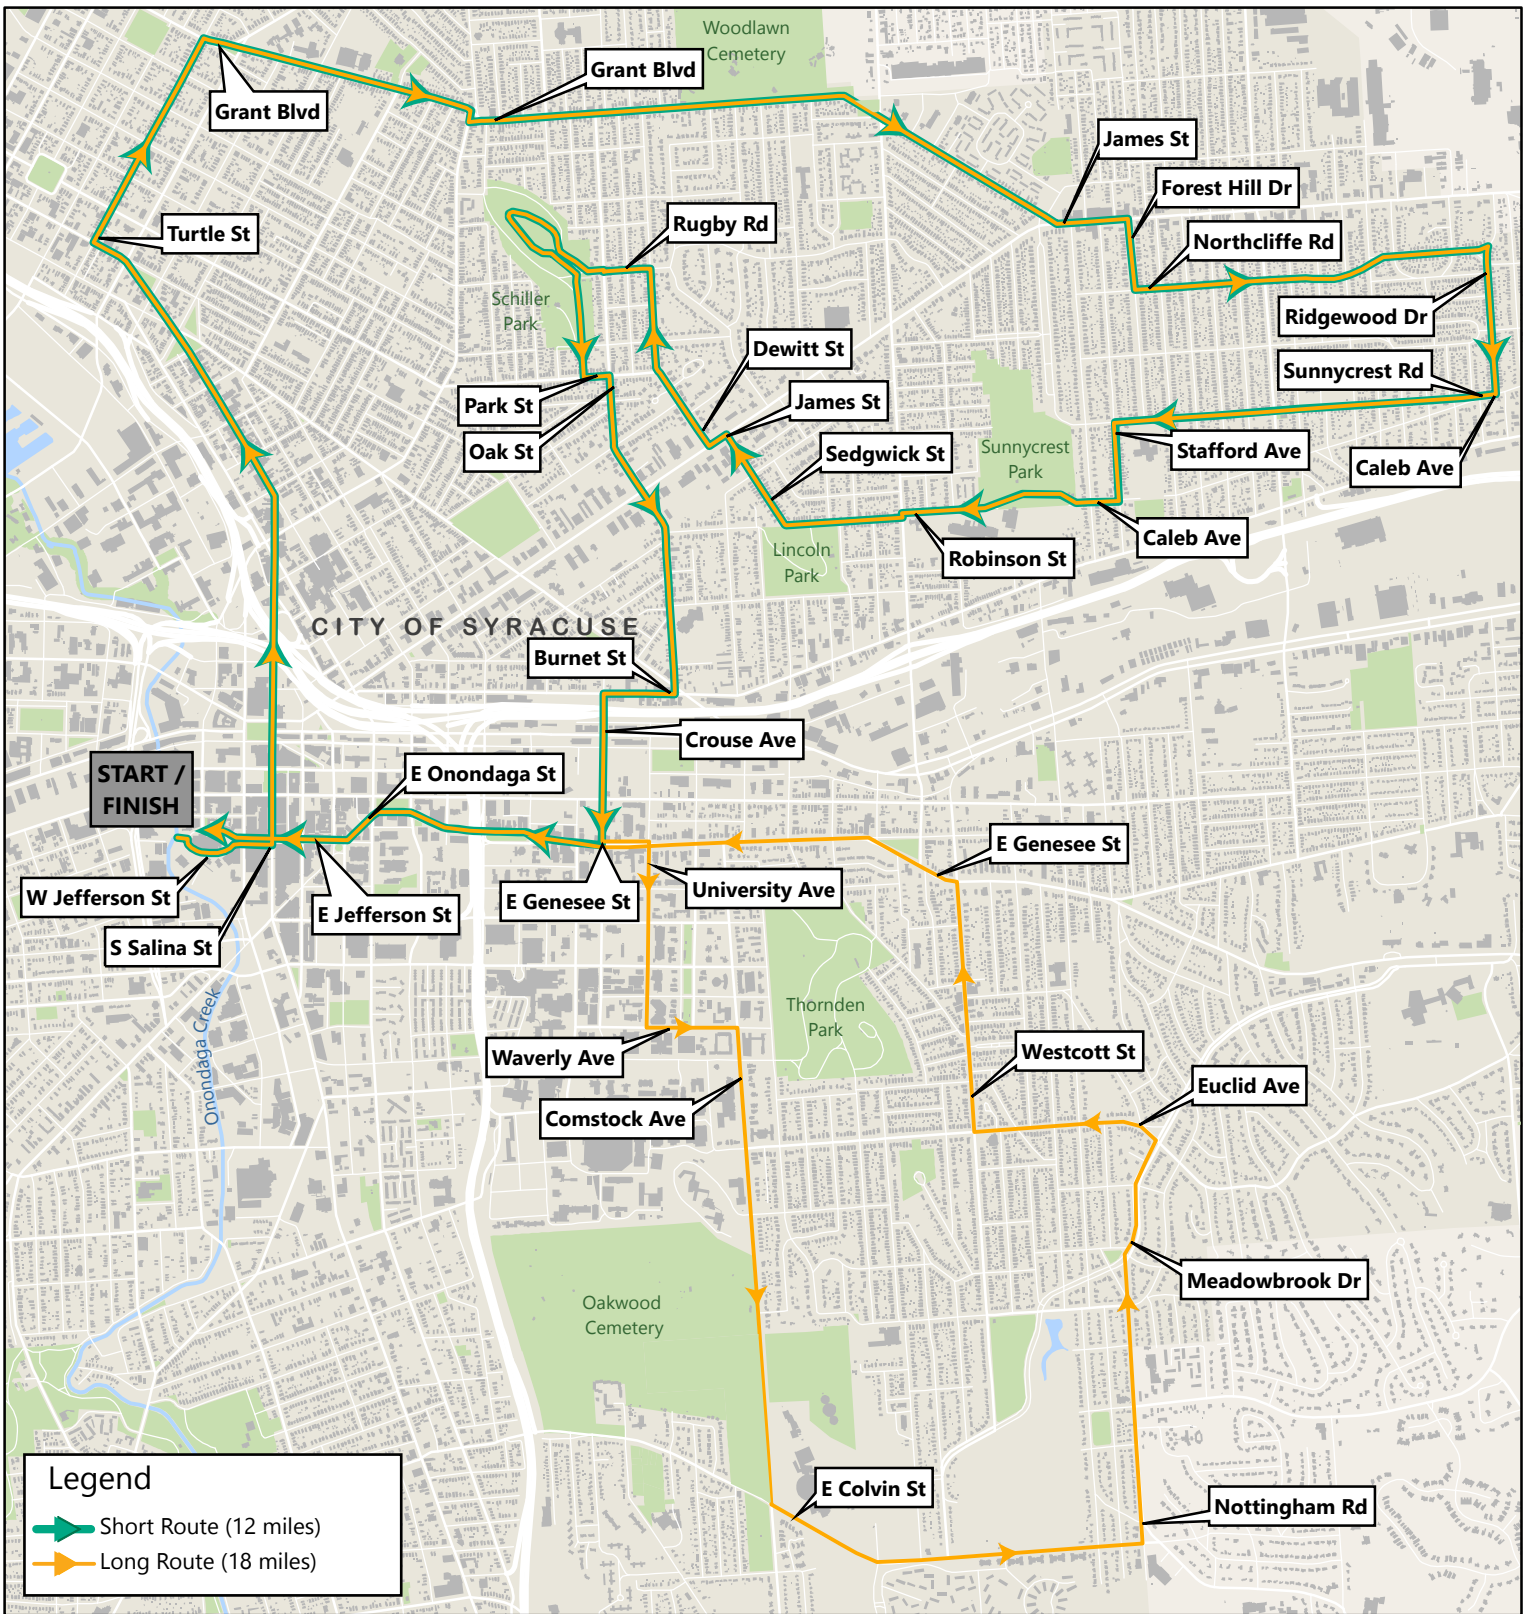 Woodlawn
Cemetery
Grant Blvd
Grant Blvd
James St
Forest Hill Dr
Rugby Rd
Turtle St
Northcliffe Rd
Schiller
Park
Ridgewood Dr
Dewitt St
Sunnycrest Rd
Park St
James St
Oak St
Sedgwick St
Sunnycrest
Park
Stafford Ave
Caleb Ave
Caleb Ave
Robinson St
Lincoln
Park
CITY OF SYRACUSE
Burnet St
Crouse Ave
START /
FINISH
E Onondaga St
E Genesee St
W Jefferson St
E Jefferson St
E Genesee St
University Ave
S Salina St
Thornden
Park
Onondaga Creek
Waverly Ave
Westcott St
Euclid Ave
Comstock Ave
Meadowbrook Dr
Oakwood
Cemetery
E Colvin St
Nottingham Rd
Legend
Short Route (12 miles)
Long Route (18 miles)